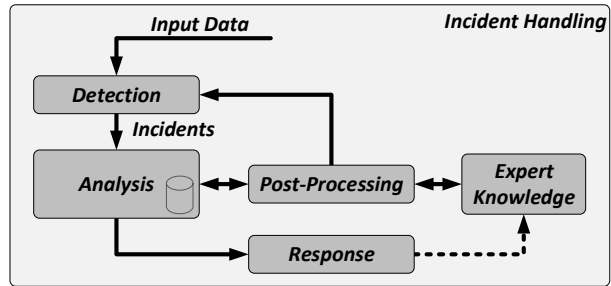 Input Data
Incident Handling
Detection
Incidents
Analysis
Post-Processing
Expert
Knowledge
Response